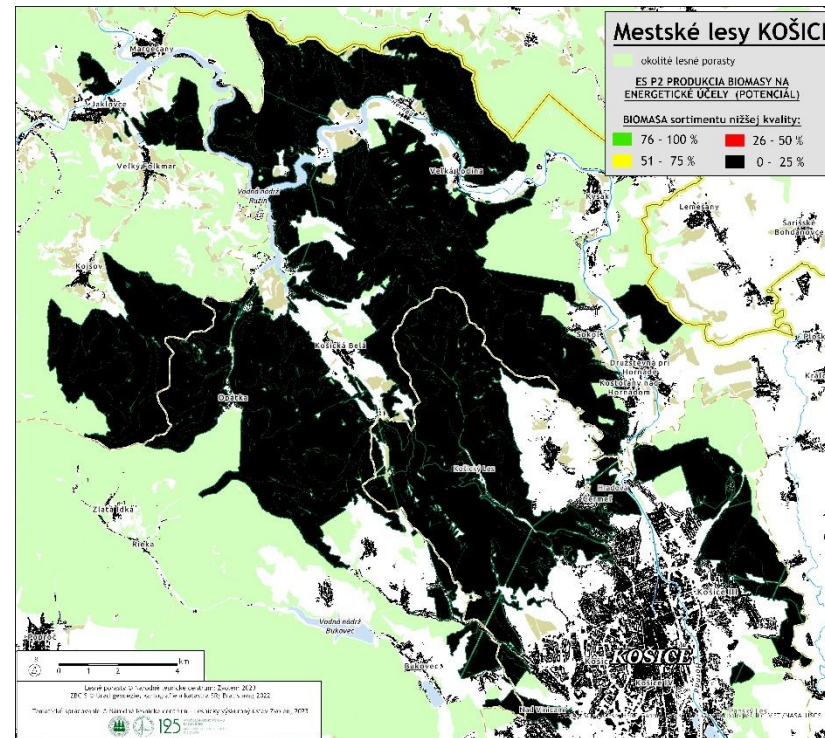 Mestské lesy KOŠICE
okolité lesné porasty
ES P2 PRODUKCIA BIOMASY NA
ENERGETICKÉ ÚČELY (POTENCIÁL)
BIOMASA sortimentu nižšej kvality:
76 - 100 %
26 - 50 %
51 - 75 %
0 - 25 %
Margecany
Jaklovce
Veľký Folkmar
Vodná nádrž
Ružín
Veľká Lodina
Kysak
Lemešany
Šarišské
Bohdanovce
Kojšov
Košická Belá
Sokoľ
Družstevná pri
Hornáde
Kostoľany nad
Hornádom
Opátka
Košický Les
Hradová
Čermeľ
Zlatá Idka
Rieka
Košice III
Vodná nádrž
Bukovec
Bukovec
KOŠICE
0 1 2 4
km
125